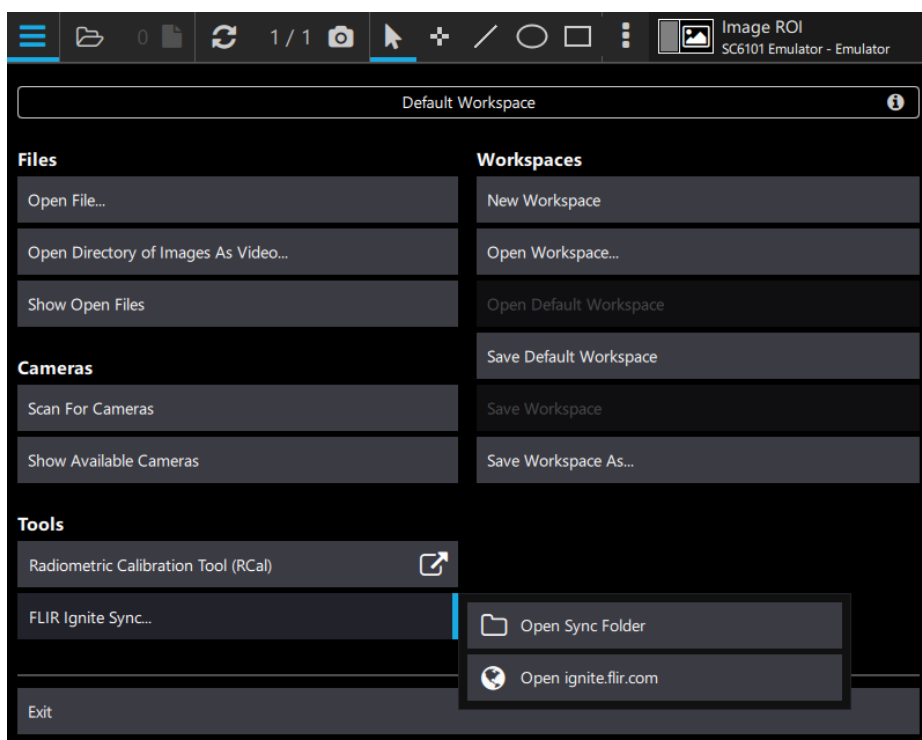 0
1 / 1
Image ROI
SC6101 Emulator - Emulator
Default Workspace
Files
Open File...
Open Directory of Images As Video...
Show Open Files
Cameras
Scan For Cameras
Show Available Cameras
Tools
Radiometric Calibration Tool (RCal)
FLIR Ignite Sync...
Exit
Workspaces
New Workspace
Open Workspace...
Open Default Workspace
Save Default Workspace
Save Workspace
Save Workspace As...
Open Sync Folder
Open ignite.flir.com